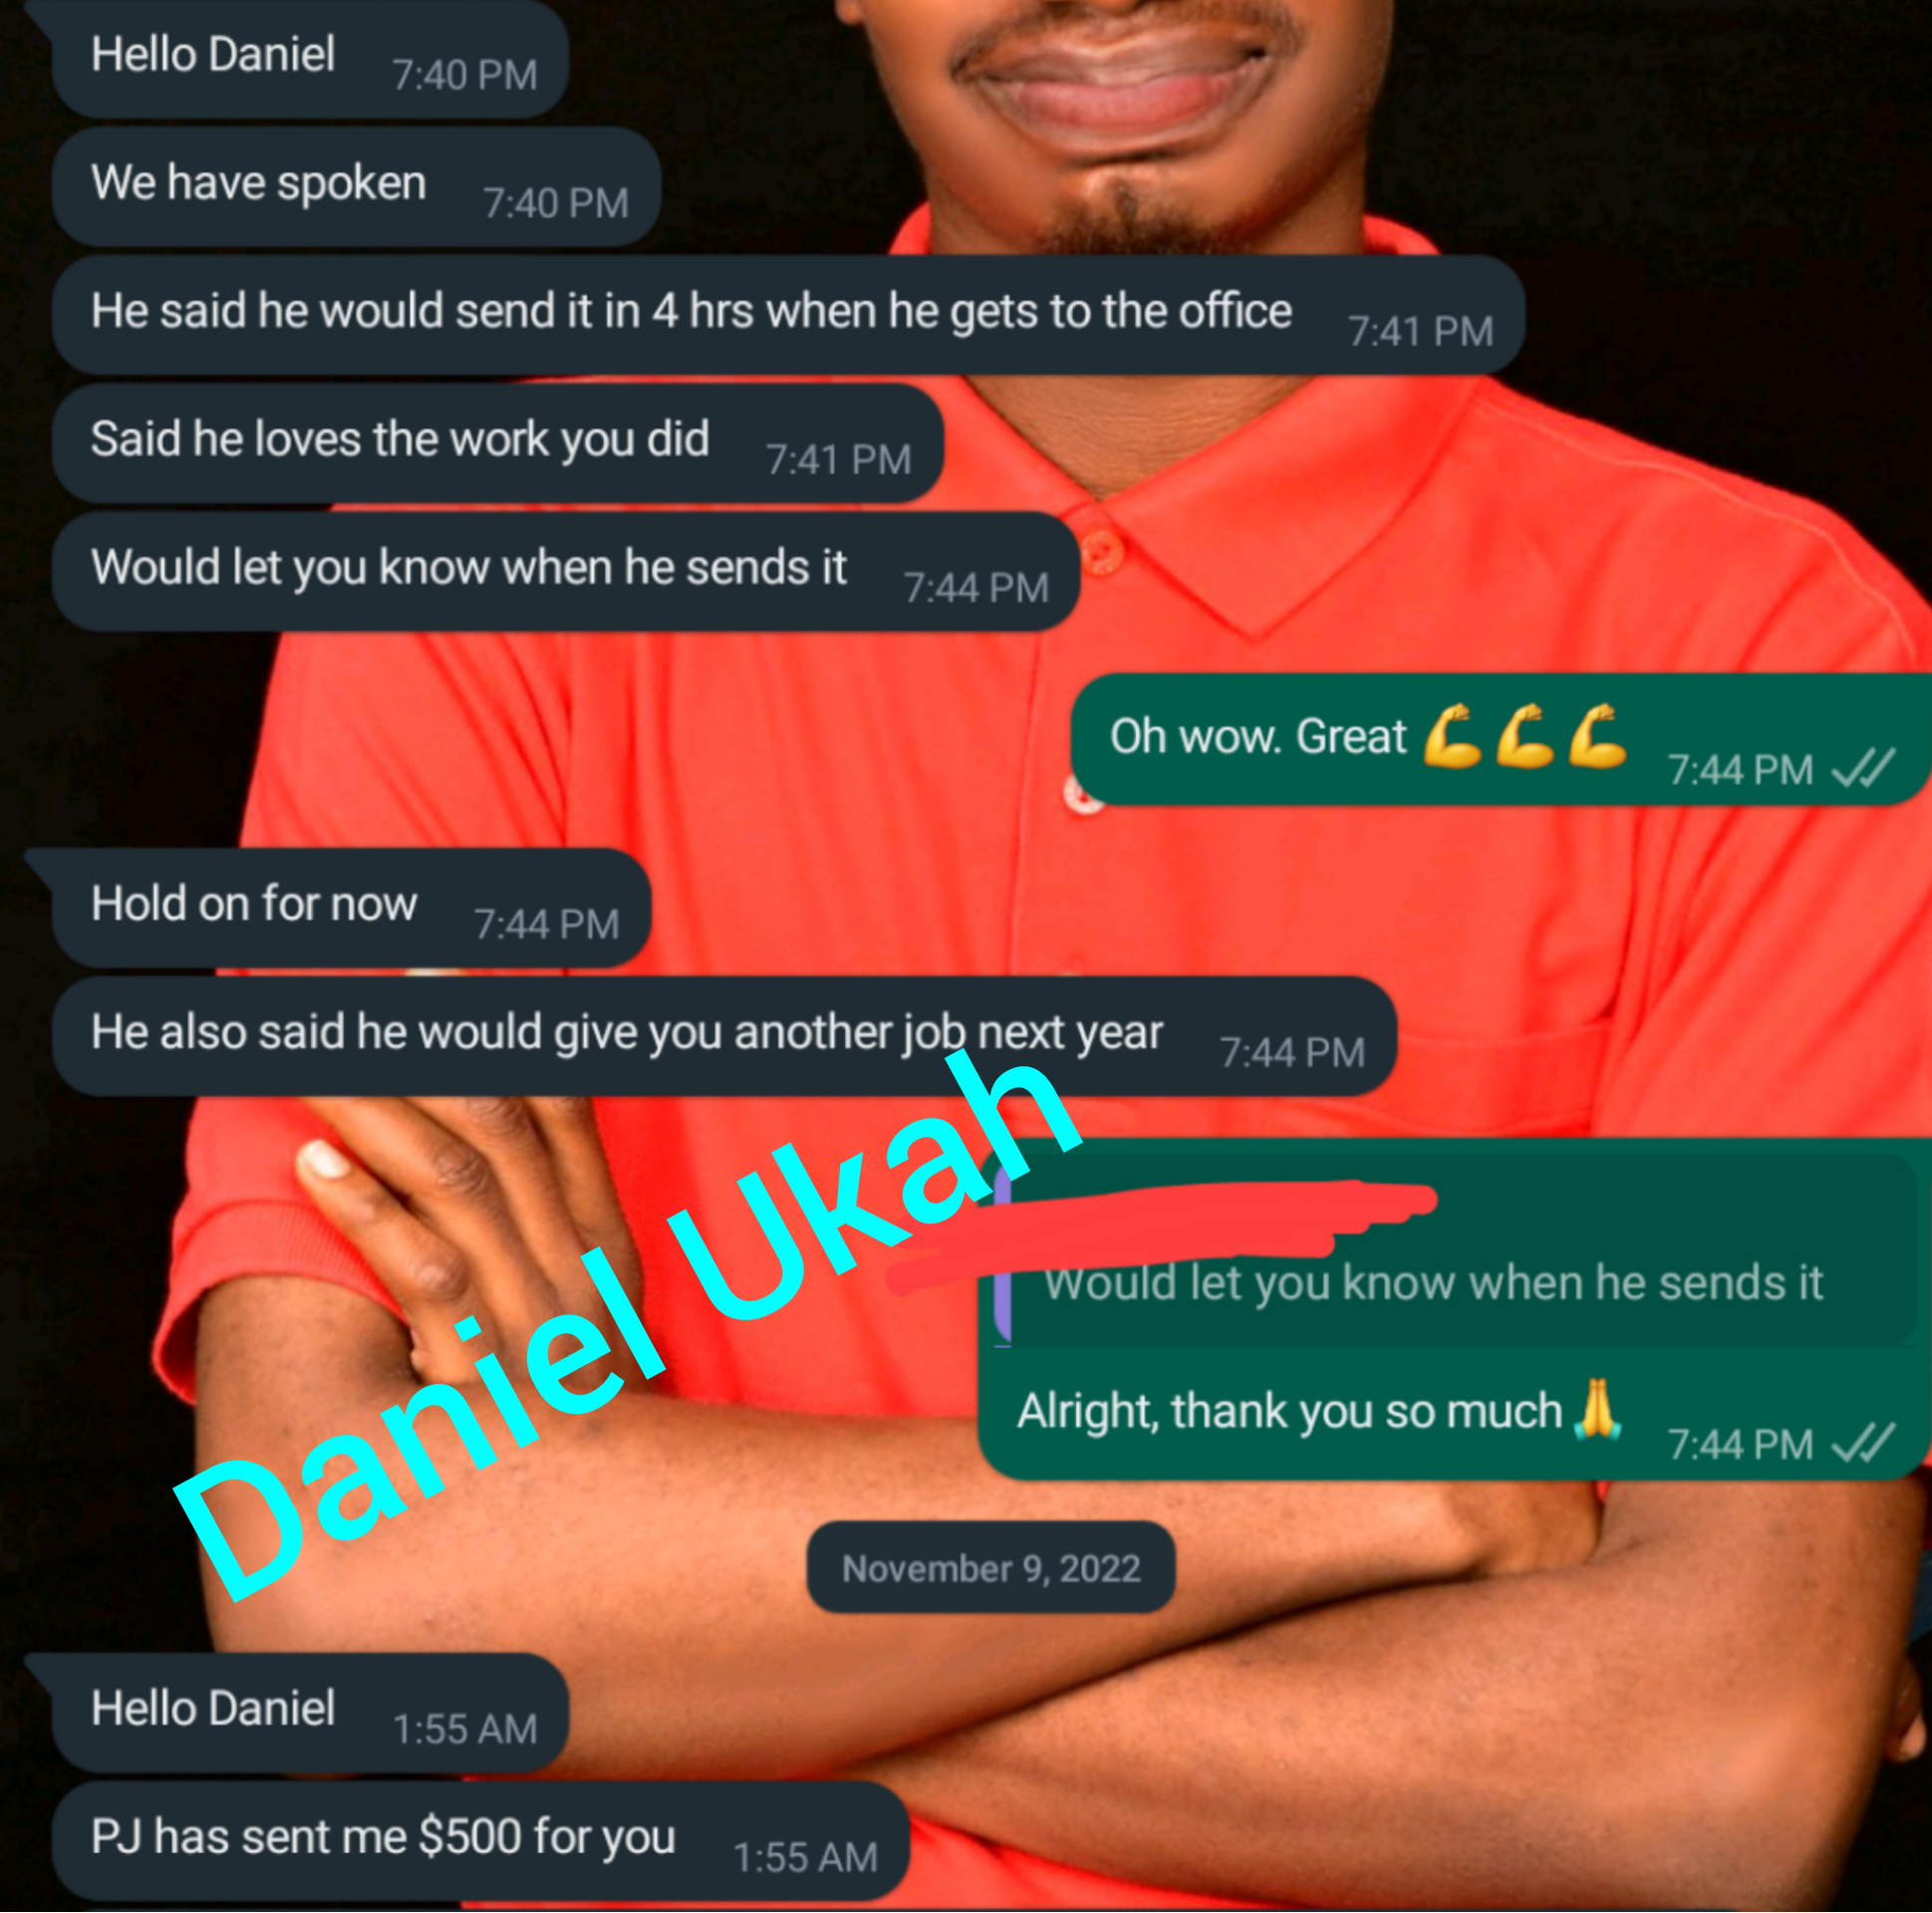 Hello Daniel 7:40 PM
We have spoken 7:40 PM
He said he would send it in 4 hrs when he gets to the office 7:41 PM
Said he loves the work you did 7:41 PM
Would let you know when he sends it 7:44 PM
Oh wow. Great 💪💪💪 7:44 PM
Hold on for now 7:44 PM
He also said he would give you another job next year 7:44 PM
Would let you know when he sends it
Alright, thank you so much 🙏 7:44 PM
Daniel Ukah
November 9, 2022
Hello Daniel 1:55 AM
PJ has sent me $500 for you 1:55 AM